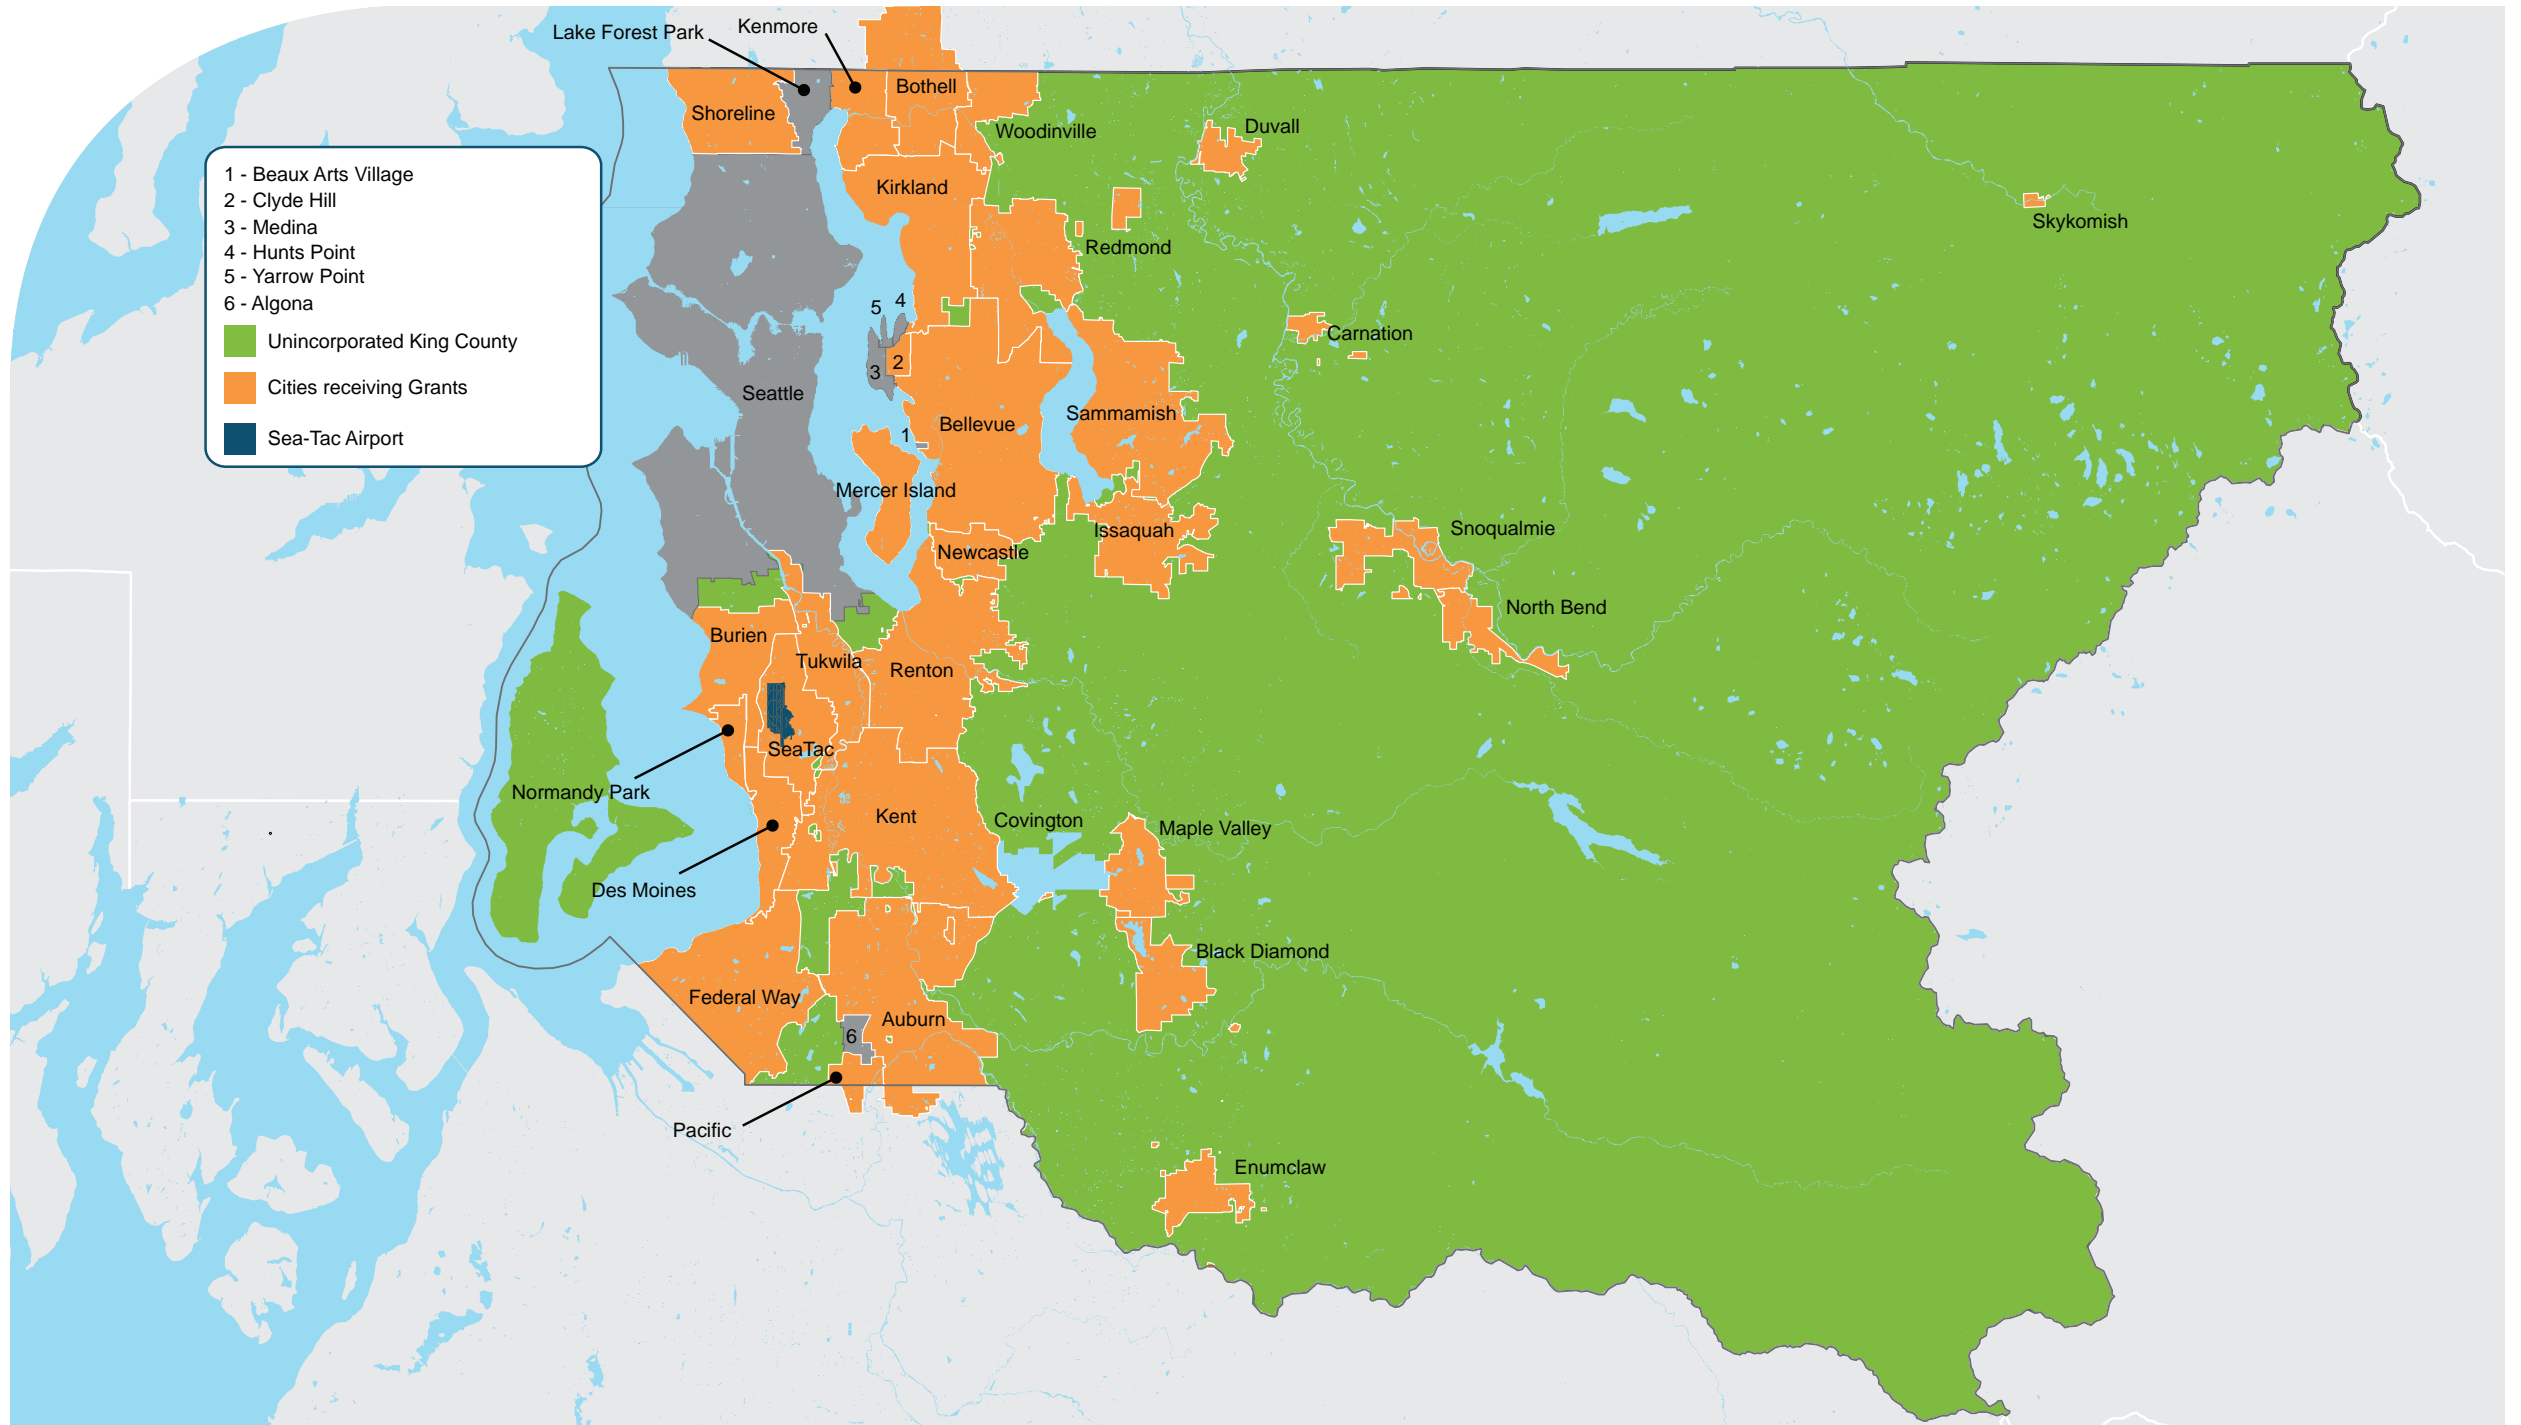 Lake Forest Park
Kenmore
Bothell
Shoreline
Woodinville
Duvall
1 - Beaux Arts Village
2 - Clyde Hill
3 - Medina
4 - Hunts Point
5 - Yarrow Point
6 - Algona
Unincorporated King County
Cities receiving Grants
Sea-Tac Airport
Kirkland
Redmond
Skykomish
5
4
Carnation
2
3
Seattle
Sammamish
Bellevue
1
Mercer Island
Issaquah
Snoqualmie
Newcastle
North Bend
Burien
Tukwila
Renton
SeaTac
Normandy Park
Kent
Covington
Maple Valley
Des Moines
Black Diamond
Federal Way
Auburn
6
Pacific
Enumclaw